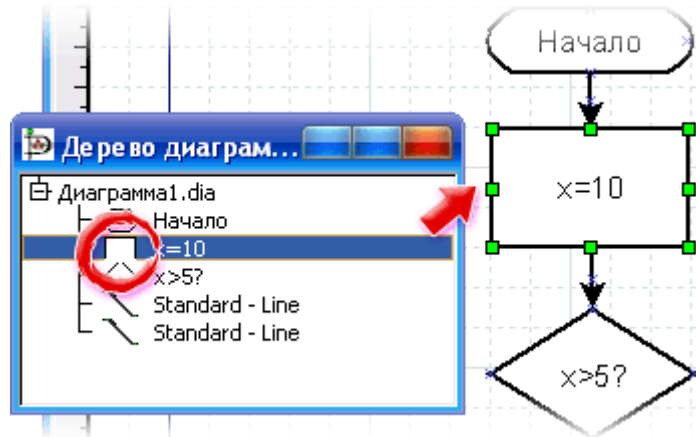 Начало
Дерево диаграм...
Диаграмма1.dia
Начало
x=10
x>5?
Standard - Line
Standard - Line
x=10
x>5?